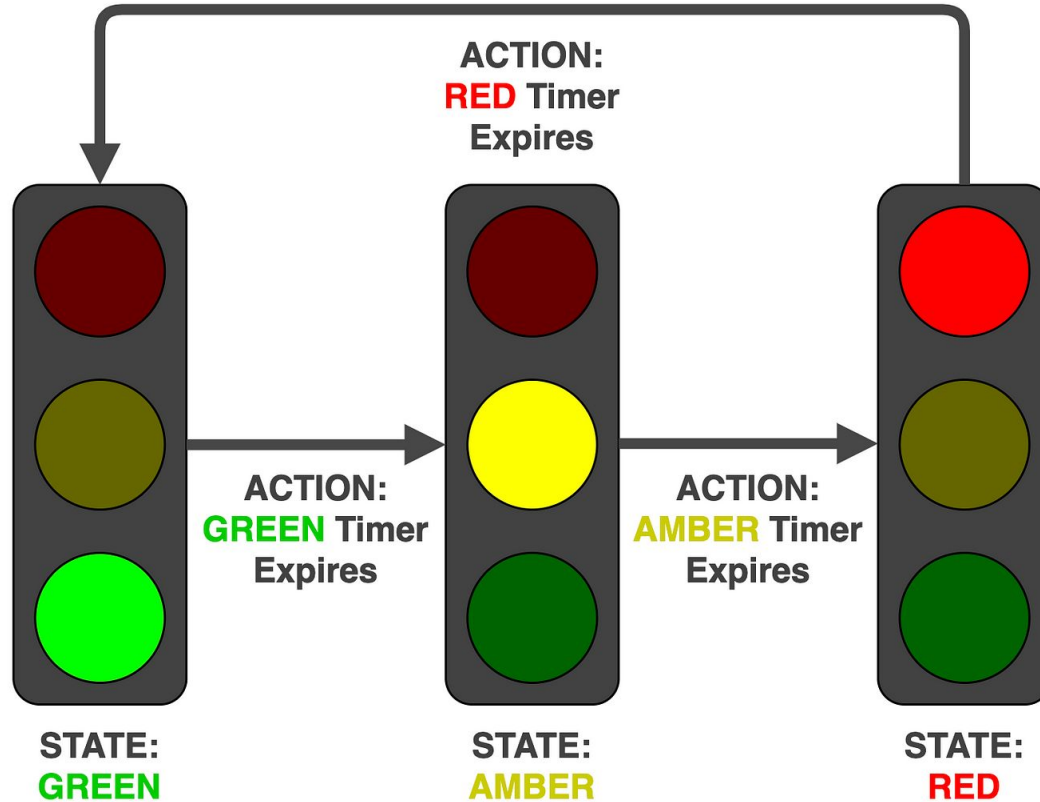 ACTION:
RED Timer
Expires
ACTION:
GREEN Timer
Expires
ACTION:
AMBER Timer
Expires
STATE:
GREEN
STATE:
AMBER
STATE:
RED